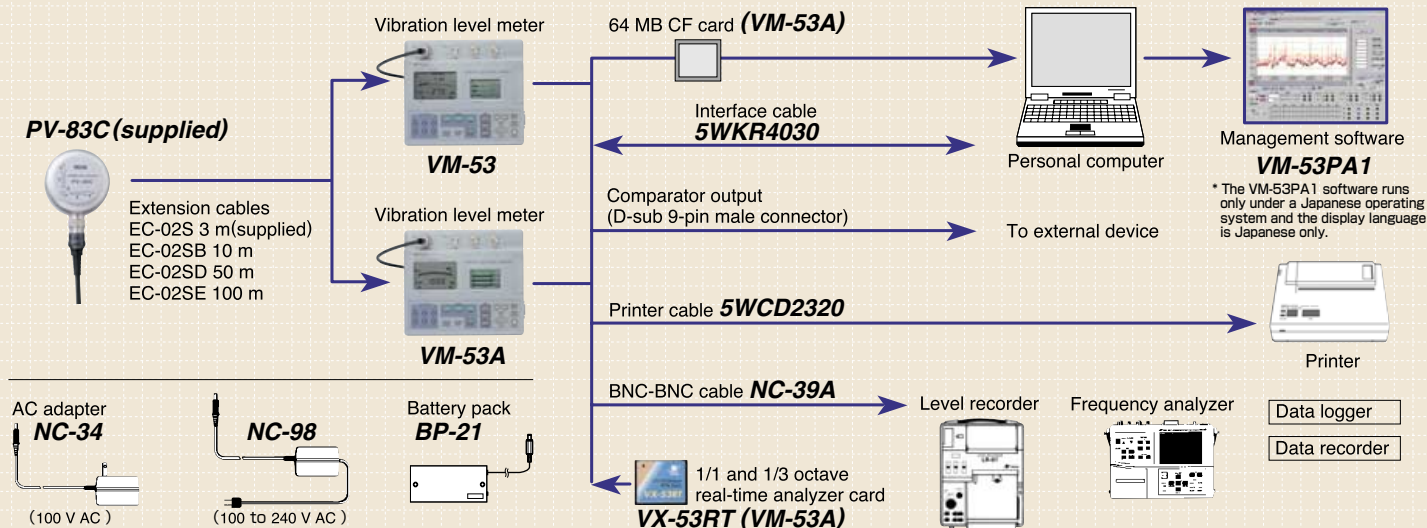 Vibration level meter
VM-53
PV-83C (supplied)
PV-83C
Extension cables
EC-02S 3 m(supplied)
EC-02SB 10 m
EC-02SD 50 m
EC-02SE 100 m
Vibration level meter
VM-53A
64 MB CF card (VM-53A)
Interface cable
5WKR4030
Personal computer
Management software
VM-53PA1
* The VM-53PA1 software runs
only under a Japanese operating
system and the display language
is Japanese only.
Comparator output
(D-sub 9-pin male connector)
To external device
Printer cable 5WCD2320
Printer
BNC-BNC cable NC-39A
Level recorder
Frequency analyzer
Data logger
Data recorder
VX-53RT
1/1 and 1/3 octave
real-time analyzer card
VX-53RT (VM-53A)
AC adapter
NC-34
(100 V AC )
NC-98
(100 to 240 V AC )
Battery pack
BP-21